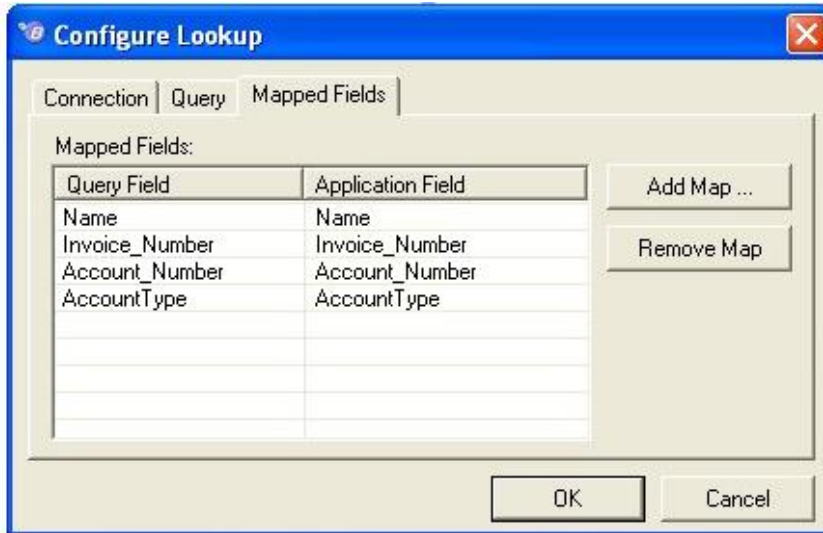 Configure Lookup
Connection Query Mapped Fields
Mapped Fields:
Query Field Application Field
Name Name
Invoice_Number Invoice_Number
Account_Number Account_Number
AccountType AccountType
Add Map ...
Remove Map
OK Cancel